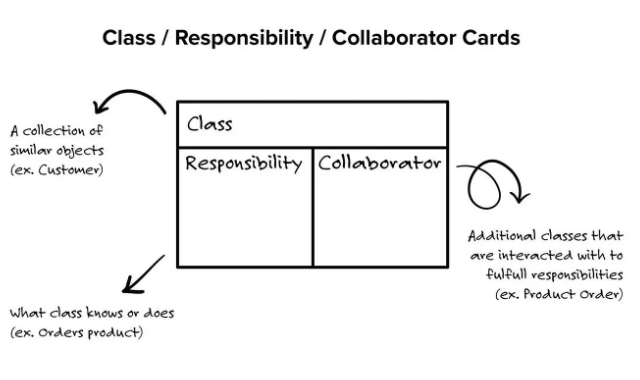 Class / Responsibility / Collaborator Cards
A collection of
similar objects
(ex. Customer)
Class
Responsibility
Collaborator
Additional classes that
are interacted with to
fulfull responsibilities
(ex. Product Order)
What class knows or does
(ex. Orders product)